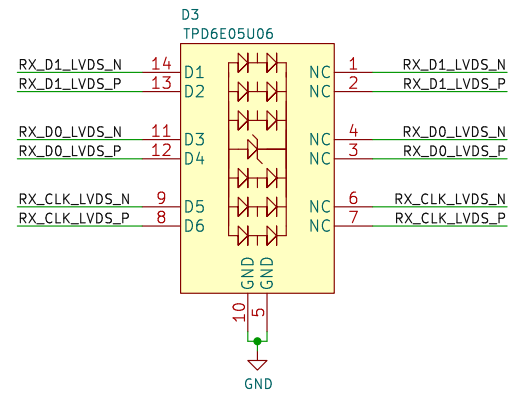 D3
TPD6E05U06
RX_D1_LVDS_N 14 D1 NC 1 RX_D1_LVDS_N
RX_D1_LVDS_P 13 D2 NC 2 RX_D1_LVDS_P
RX_D0_LVDS_N 11 D3 NC 4 RX_D0_LVDS_N
RX_D0_LVDS_P 12 D4 NC 3 RX_D0_LVDS_P
RX_CLK_LVDS_N 9 D5 NC 6 RX_CLK_LVDS_N
RX_CLK_LVDS_P 8 D6 NC 7 RX_CLK_LVDS_P
GND GND
10 5
GND